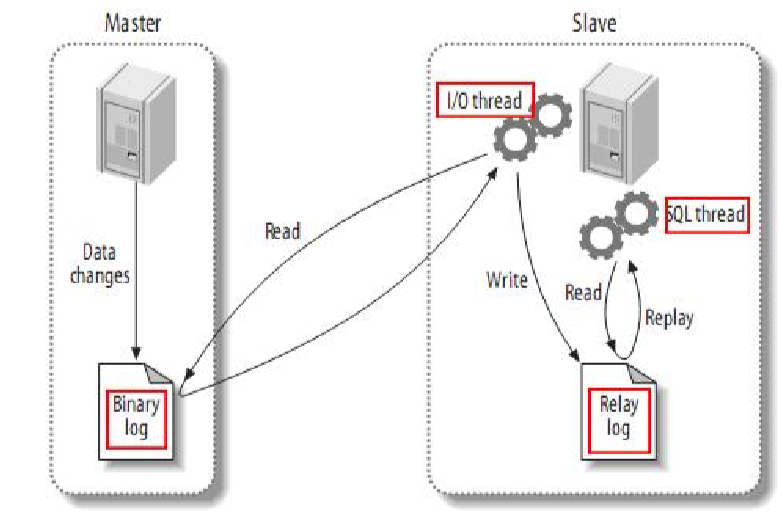 Master
Slave
I/O thread
SQL thread
Read
Data
changes
Write
Read
Replay
Binary
log
Relay
log